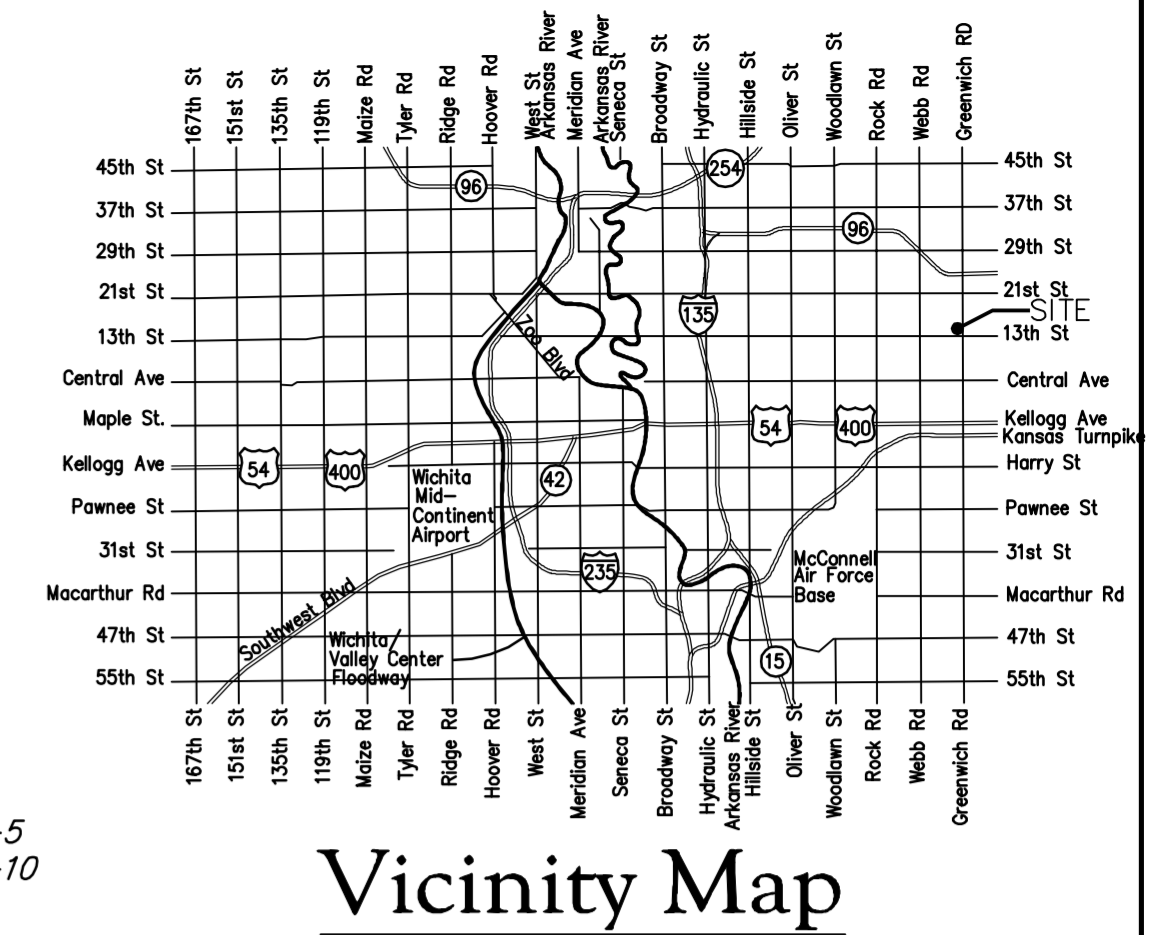 167th St
151st St
135th St
119th St
Maize Rd
Tyler Rd
Ridge Rd
Hoover Rd
West St
Arkansas River
Meridian Ave
Arkansas River
Seneca St
Broadway St
Hydraulic St
Hillside St
Oliver St
Woodlawn St
Rock Rd
Webb Rd
Greenwich RD
45th St
37th St
29th St
21st St
13th St
Central Ave
Maple St.
Kellogg Ave
Pawnee St
31st St
Macarthur Rd
47th St
55th St
96
254
96
135
Zoo Blvd
54
400
54
400
42
235
15
Wichita
Mid-
Continent
Airport
Southwest Blvd
Wichita/
Valley Center
Floodway
McConnell
Air Force
Base
45th St
37th St
29th St
21st St
SITE
13th St
Central Ave
Kellogg Ave
Kansas Turnpike
Harry St
Pawnee St
31st St
Macarthur Rd
47th St
55th St
167th St
151st St
135th St
119th St
Maize Rd
Tyler Rd
Ridge Rd
Hoover Rd
West St
Meridian Ave
Seneca St
Broadway St
Hydraulic St
Arkansas River
Hillside St
Oliver St
Woodlawn St
Rock Rd
Webb Rd
Greenwich Rd
-5
-10
Vicinity Map